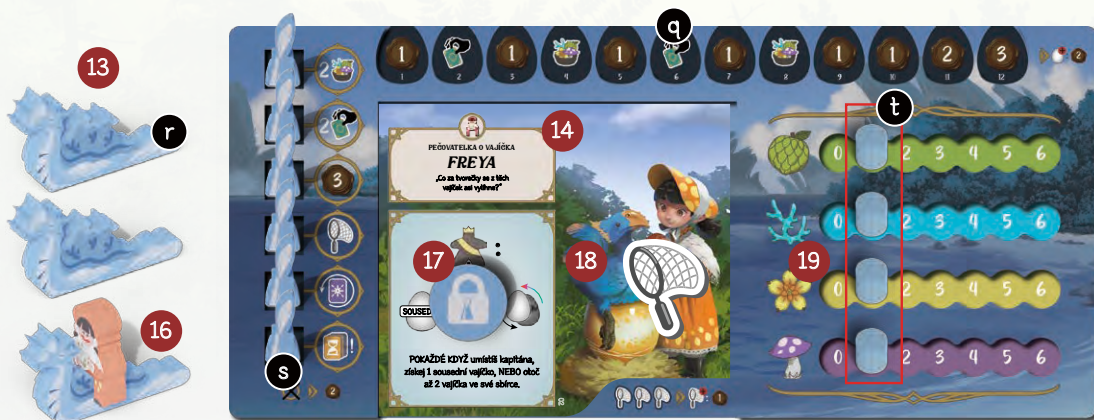 13
r
16
2
2
3
s
2
1 1 1 1 1 1 2 3
1 2 3 4 5 6 7 8 9 10 11 12
q
2
14
PEČOVATELKA O VAJÍČKA
FREYA
„Co za tvorečky se z těch
vajíček asi vylíhne?“
17
:
SOUSED
POKAŽDÉ KDYŽ umístíš kapitána,
získej 1 sousední vajíčko, NEBO otoč
až 2 vajíčka ve své sbírce.
18
: 1
t
0 2 3 4 5 6
0 2 3 4 5 6
19
0 2 3 4 5 6
0 2 3 4 5 6